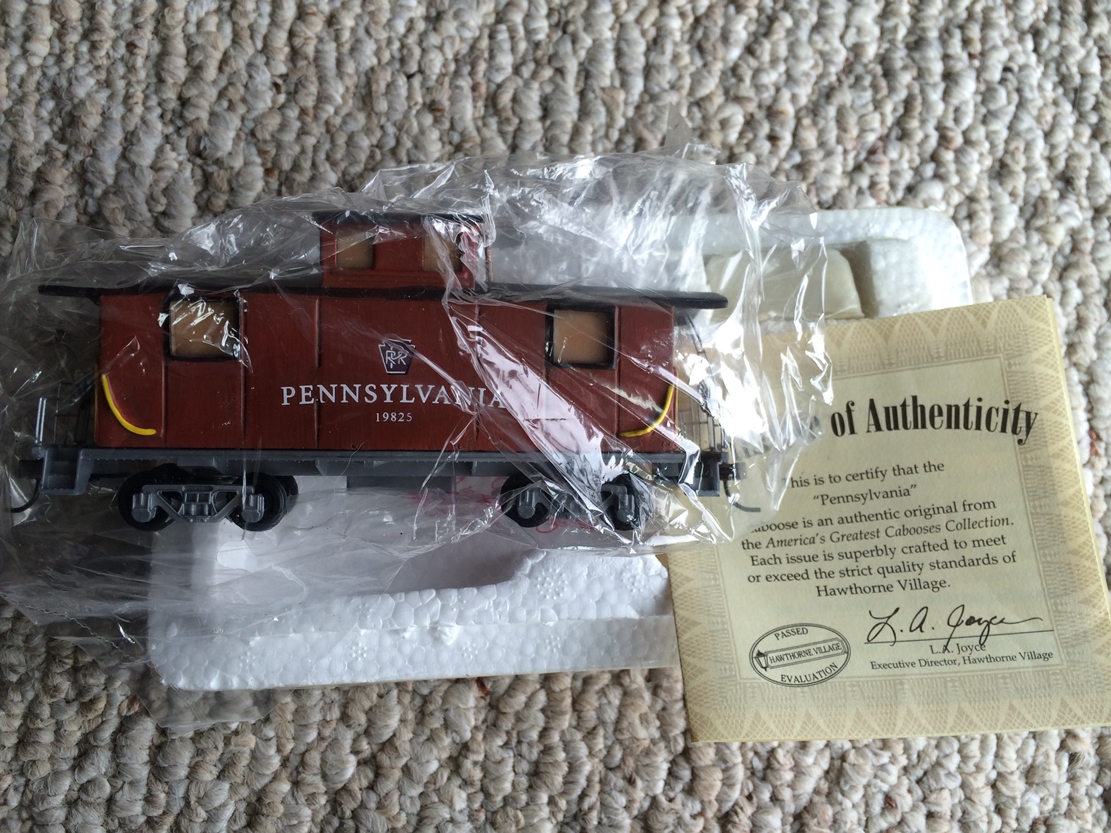 PRR
PENNSYLVANIA
19825
of Authenticity
his is to certify that the
"Pennsylvania"
aboose is an authentic original from
the America's Greatest Cabooses Collection.
Each issue is superbly crafted to meet
or exceed the strict quality standards of
Hawthorne Village.
L. A. Joyce
L.A. Joyce
Executive Director, Hawthorne Village
PASSED
HAWTHORNE VILLAGE
EVALUATION